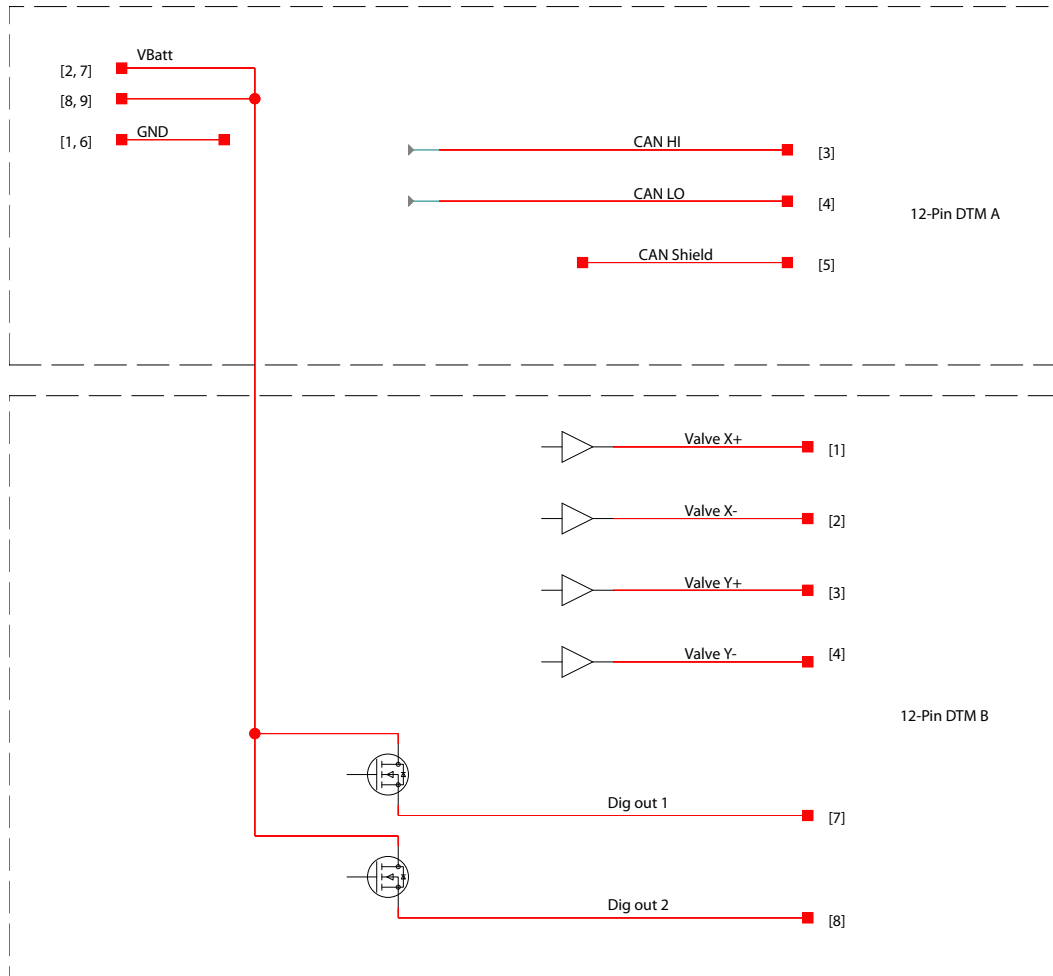 VBatt
[2, 7]
[8, 9]
GND
[1, 6]
CAN HI
[3]
CAN LO
[4]
12-Pin DTM A
CAN Shield
[5]
Valve X+
[1]
Valve X-
[2]
Valve Y+
[3]
Valve Y-
[4]
12-Pin DTM B
Dig out 1
[7]
Dig out 2
[8]